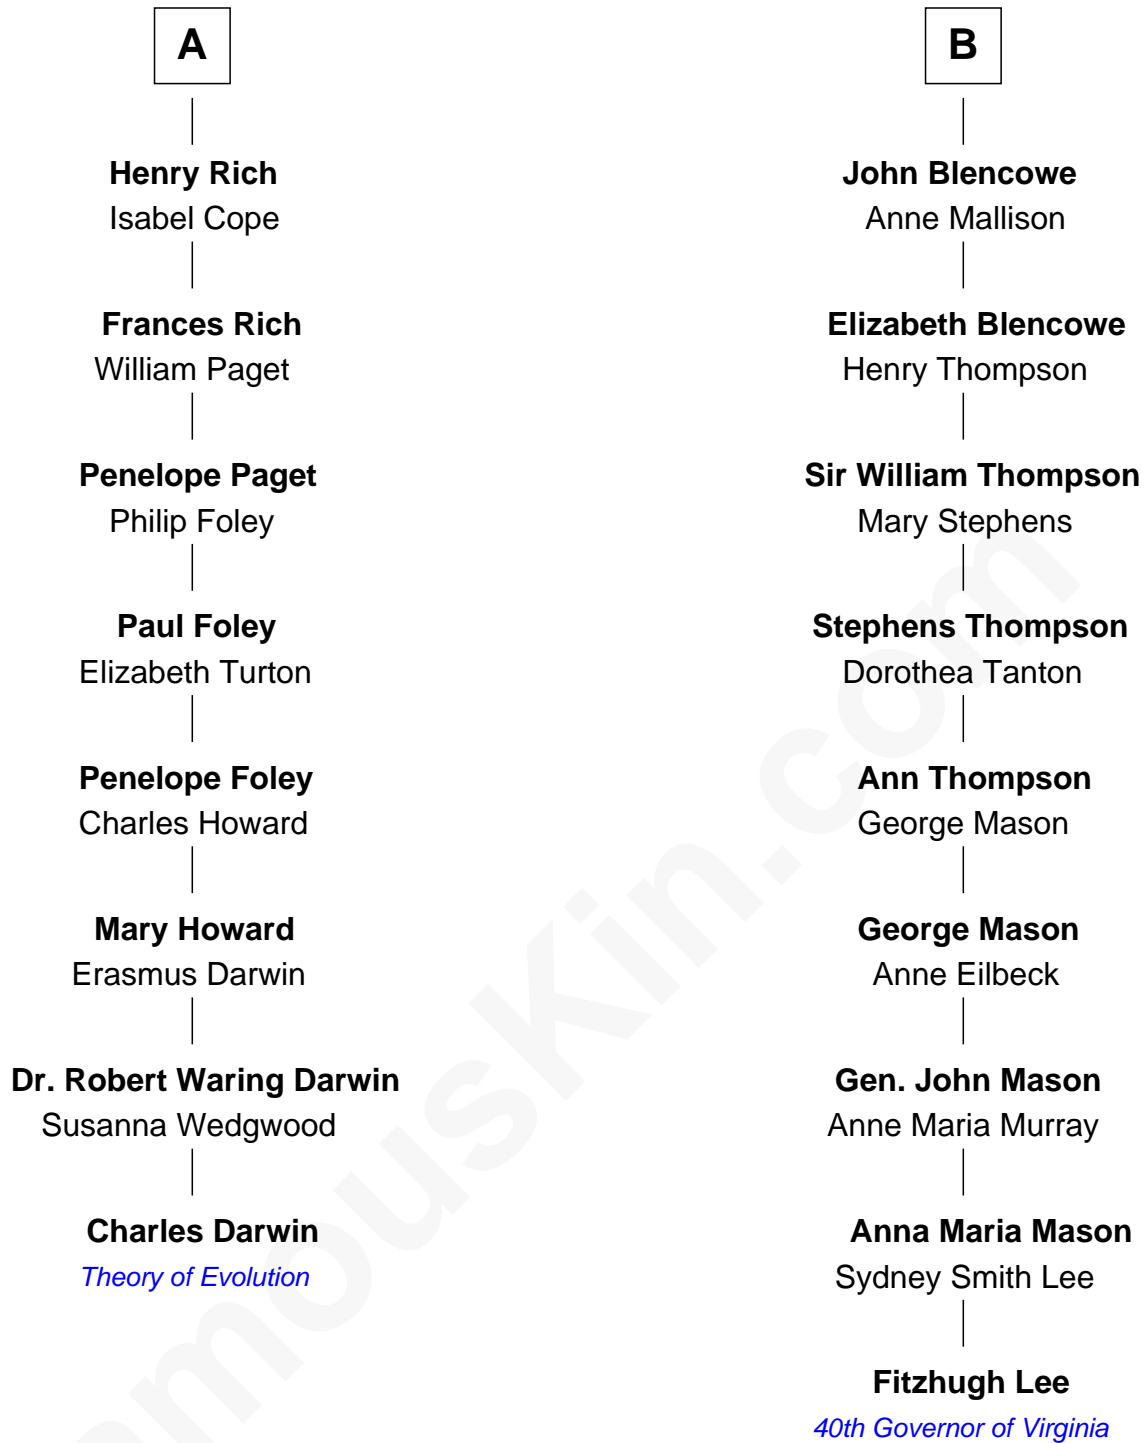 A
Henry Rich
Isabel Cope
Frances Rich
William Paget
Penelope Paget
Philip Foley
Paul Foley
Elizabeth Turton
Penelope Foley
Charles Howard
Mary Howard
Erasmus Darwin
Dr. Robert Waring Darwin
Susanna Wedgwood
Charles Darwin
Theory of Evolution
B
John Blencowe
Anne Mallison
Elizabeth Blencowe
Henry Thompson
Sir William Thompson
Mary Stephens
Stephens Thompson
Dorothea Tanton
Ann Thompson
George Mason
George Mason
Anne Eilbeck
Gen. John Mason
Anne Maria Murray
Anna Maria Mason
Sydney Smith Lee
Fitzhugh Lee
40th Governor of Virginia
amousKin.com